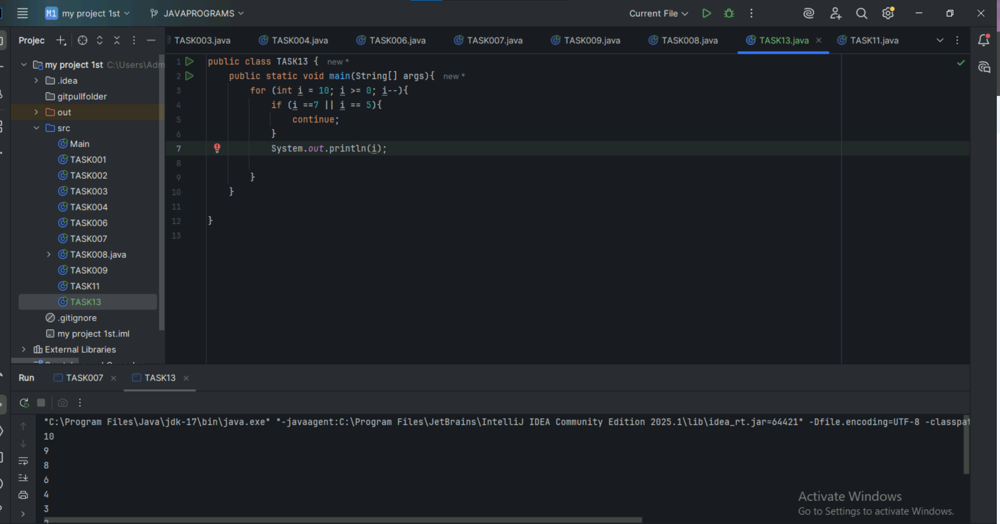 M1 my project 1st JAVAPROGRAMS Current File
Projec
TASK003.java TASK004.java TASK006.java TASK007.java TASK009.java TASK008.java TASK13.java TASK11.java
my project 1st C:\Users\Adm
.idea
gitpullfolder
out
src
Main
TASK001
TASK002
TASK003
TASK004
TASK006
TASK007
TASK008.java
TASK009
TASK11
TASK13
.gitignore
my project 1st.iml
External Libraries
1 public class TASK13 { new *
2 public static void main(String[] args){ new *
3 for (int i = 10; i >= 0; i--){
4 if (i ==7 || i == 5){
5 continue;
6 }
7 System.out.println(i);
8
9 }
10 }
11
12 }
13
Run TASK007 TASK13
"C:\Program Files\Java\jdk-17\bin\java.exe" "-javaagent:C:\Program Files\JetBrains\IntelliJ IDEA Community Edition 2025.1\lib\idea_rt.jar=64421" -Dfile.encoding=UTF-8 -classpat
10
9
8
6
4
3
Activate Windows
Go to Settings to activate Windows.